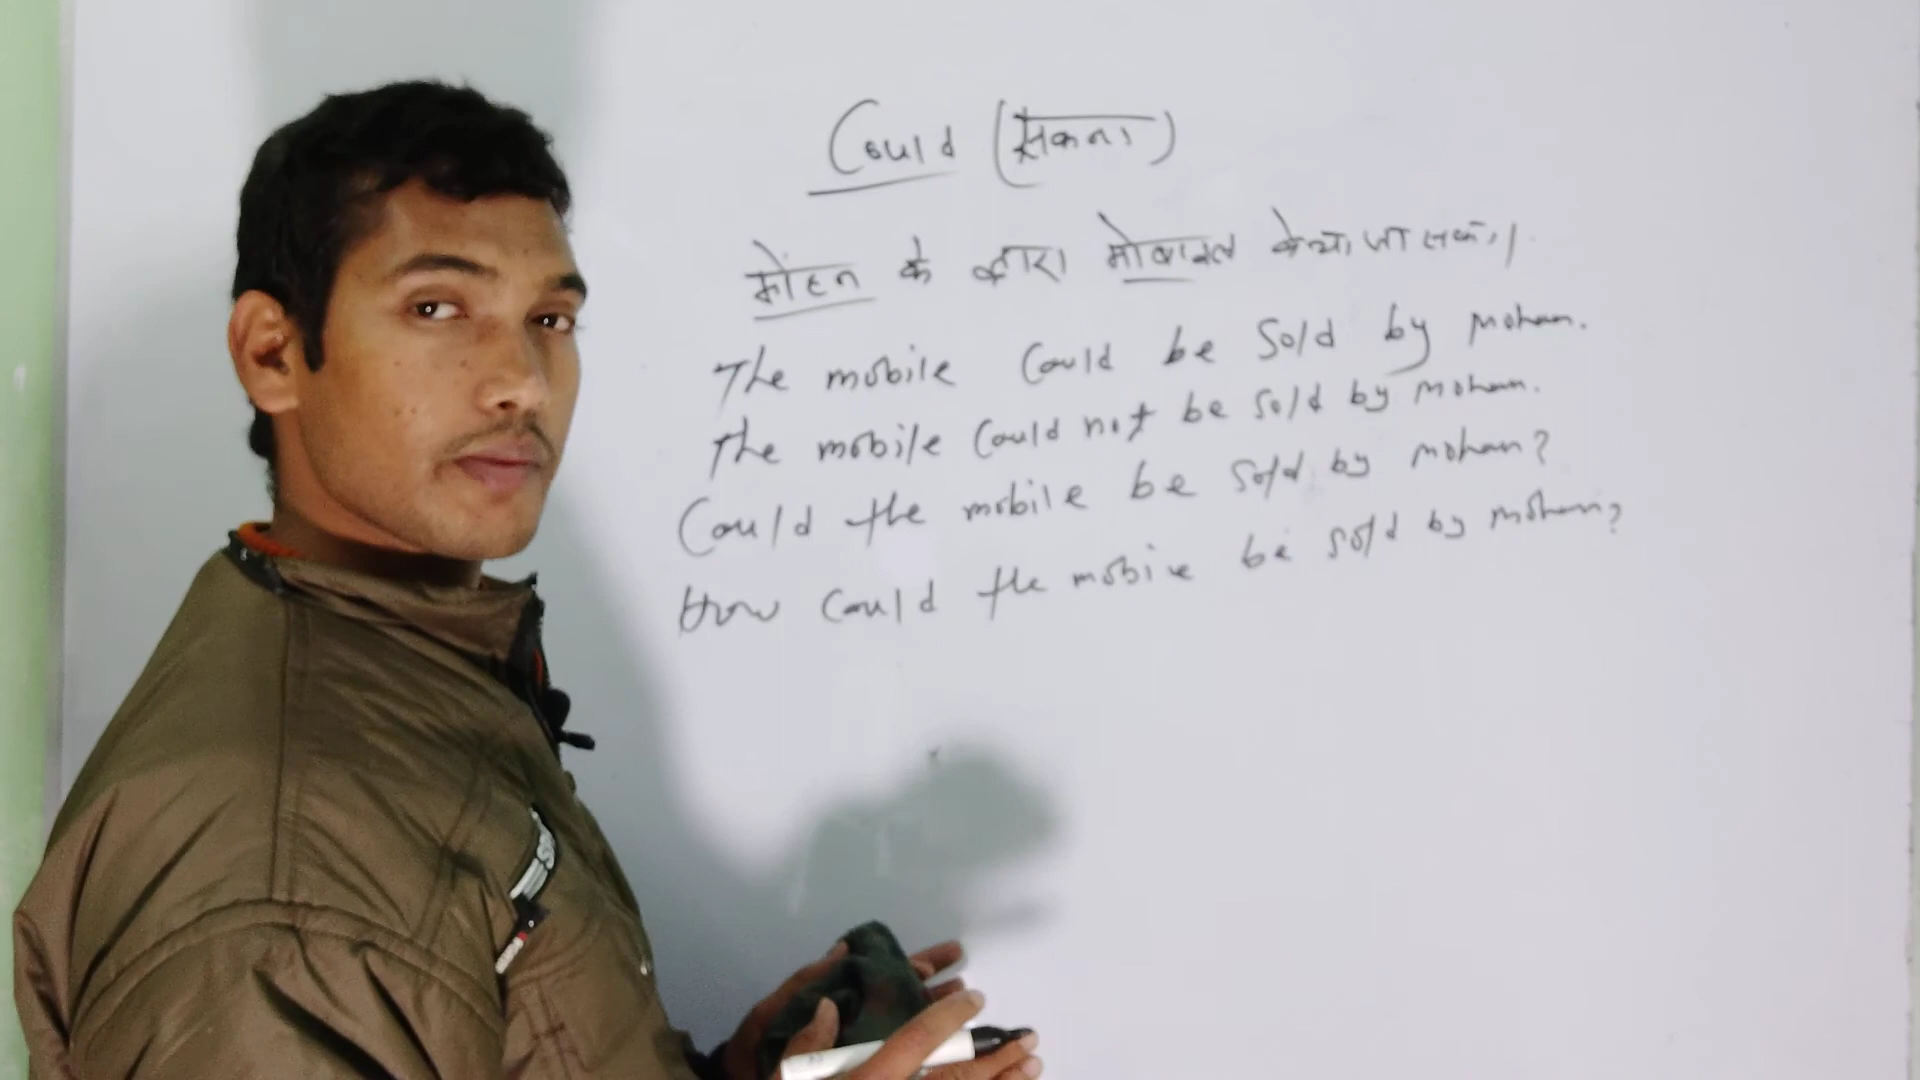 Could (सकना)
मोहन के द्वारा मोबाइल बेचा जा सका।
The mobile Could be Sold by mohan.
The mobile Could not be Sold by mohan.
Could the mobile be Sold by mohan?
How Could the mobile be sold by mohan?